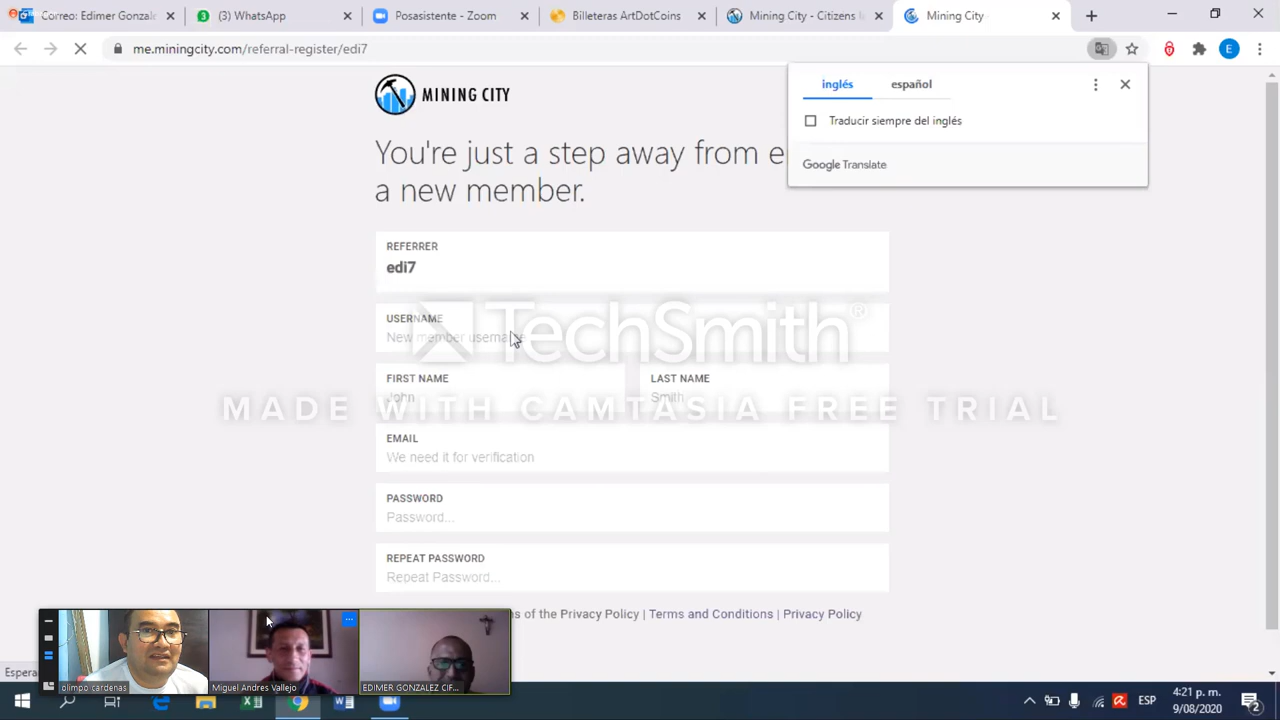 Correo: Edimer Gonzalez
(3) WhatsApp
Posasistente - Zoom
Billeteras ArtDotCoins
Mining City - Citizens
Mining City
me.miningcity.com/referral-register/edi7
E
inglés
español
Traducir siempre del inglés
Google Translate
MINING CITY
You're just a step away from
a new member.
REFERRER
edi7
USERNAME
New member username
FIRST NAME
John
LAST NAME
Smith
EMAIL
We need it for verification
PASSWORD
Password...
REPEAT PASSWORD
Repeat Password...
of the Privacy Policy | Terms and Conditions | Privacy Policy
TechSmith®
MADE WITH CAMTASIA FREE TRIAL
olimpo cardenas
Miguel Andres Vallejo
EDIMER GONZALEZ CIF...
ESP
4:21 p. m.
9/08/2020
2